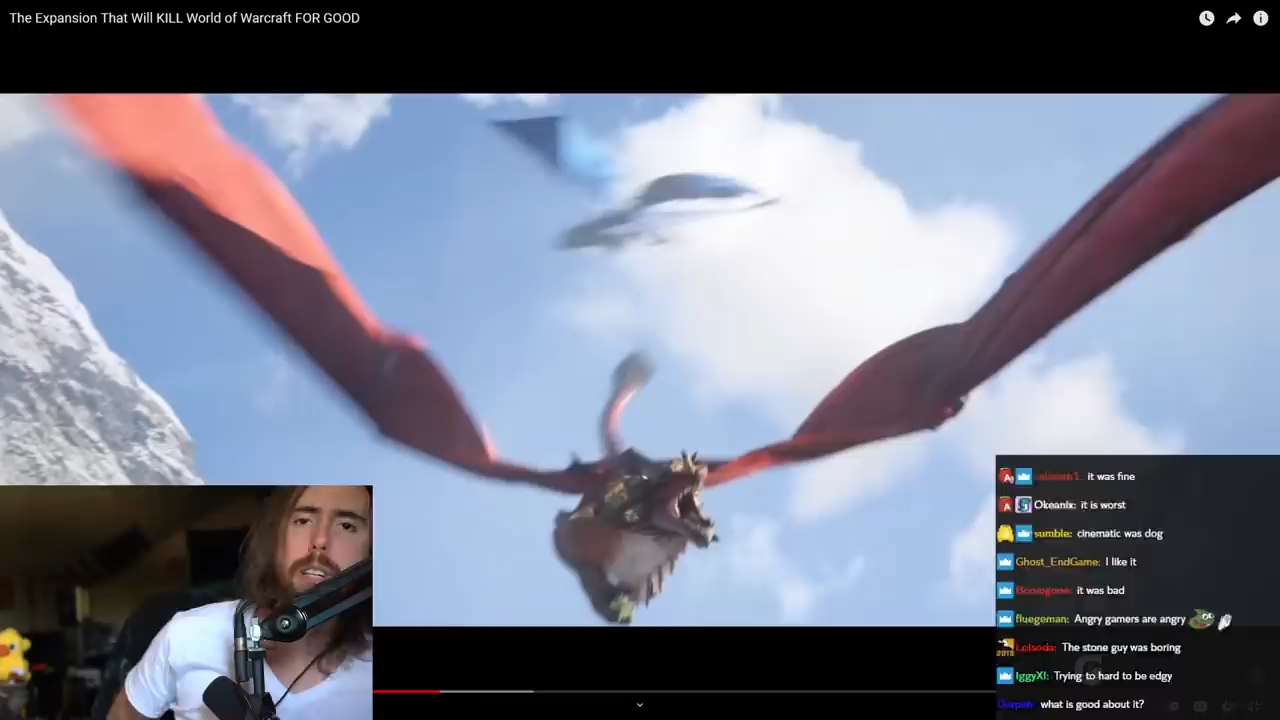 The Expansion That Will KILL World of Warcraft FOR GOOD
it was fine
Okeanix: it is worst
sumble: cinematic was dog
Ghost_EndGame: I like it
it was bad
fluegeman: Angry gamers are angry
Lolsoda: The stone guy was boring
IggyXI: Trying to hard to be edgy
what is good about it?